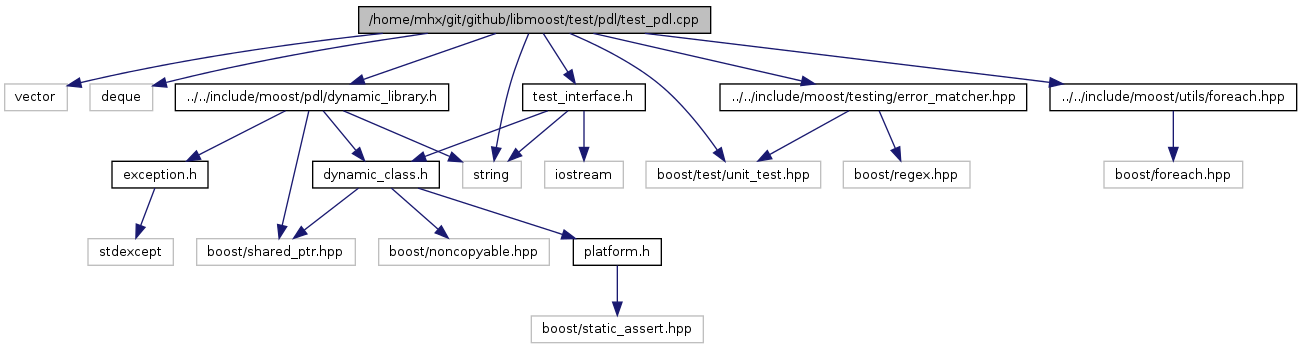 /home/mhx/git/github/libmoost/test/pdl/test_pdl.cpp
vector
deque
../../include/moost/pdl/dynamic_library.h
test_interface.h
../../include/moost/testing/error_matcher.hpp
../../include/moost/utils/foreach.hpp
exception.h
dynamic_class.h
string
iostream
boost/test/unit_test.hpp
boost/regex.hpp
boost/foreach.hpp
stdexcept
boost/shared_ptr.hpp
boost/noncopyable.hpp
platform.h
boost/static_assert.hpp